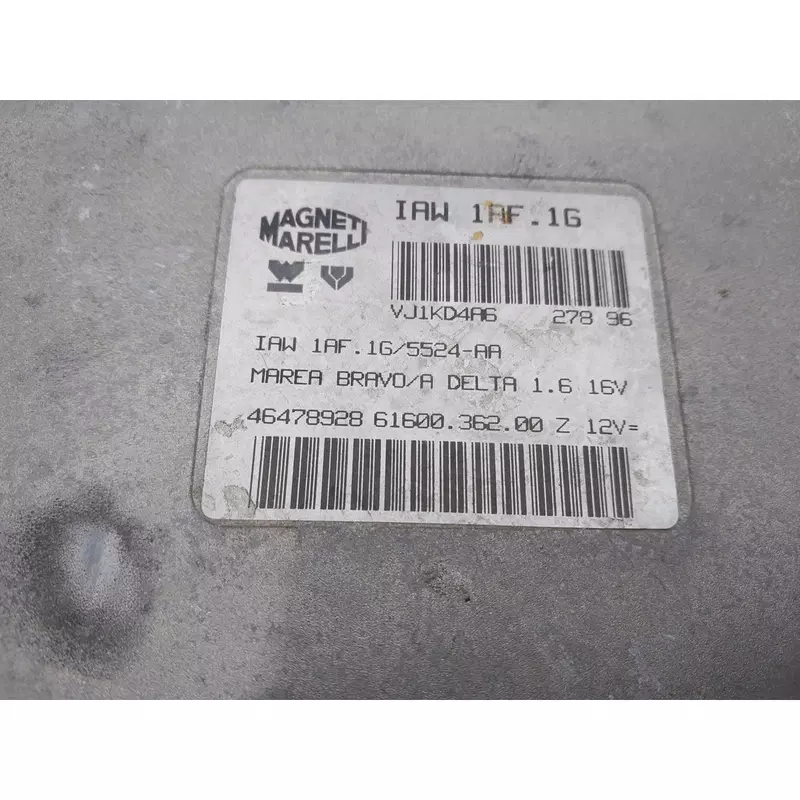 MAGNETI MARELLI
IAW 1AF.1G
VJ1KD4A6 278 96
IAW 1AF.1G/5524-AA
MAREA BRAVO/A DELTA 1.6 16V
46478928 61600.362.00 Z 12V=